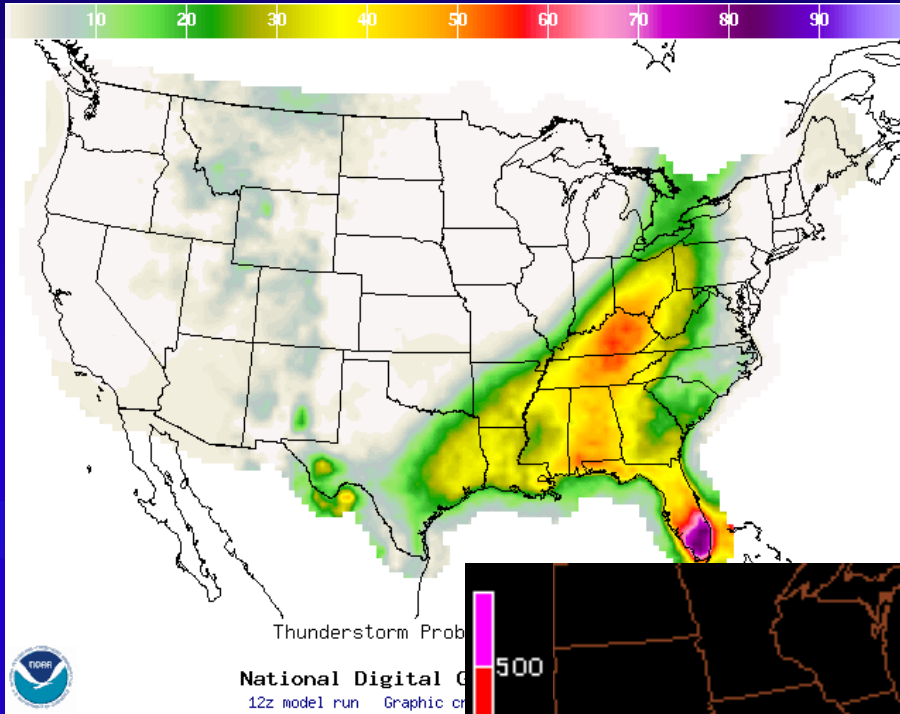 10 20 30 40 50 60 70 80 90
Thunderstorm Prob
National Digital G
12z model run Graphic cr
NOAA
500